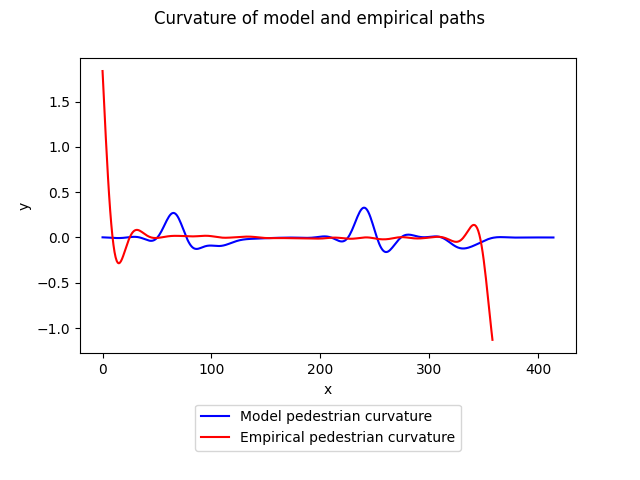 Curvature of model and empirical paths
1.5
1.0
0.5
0.0
−0.5
−1.0
y
0 100 200 300 400
x
Model pedestrian curvature
Empirical pedestrian curvature